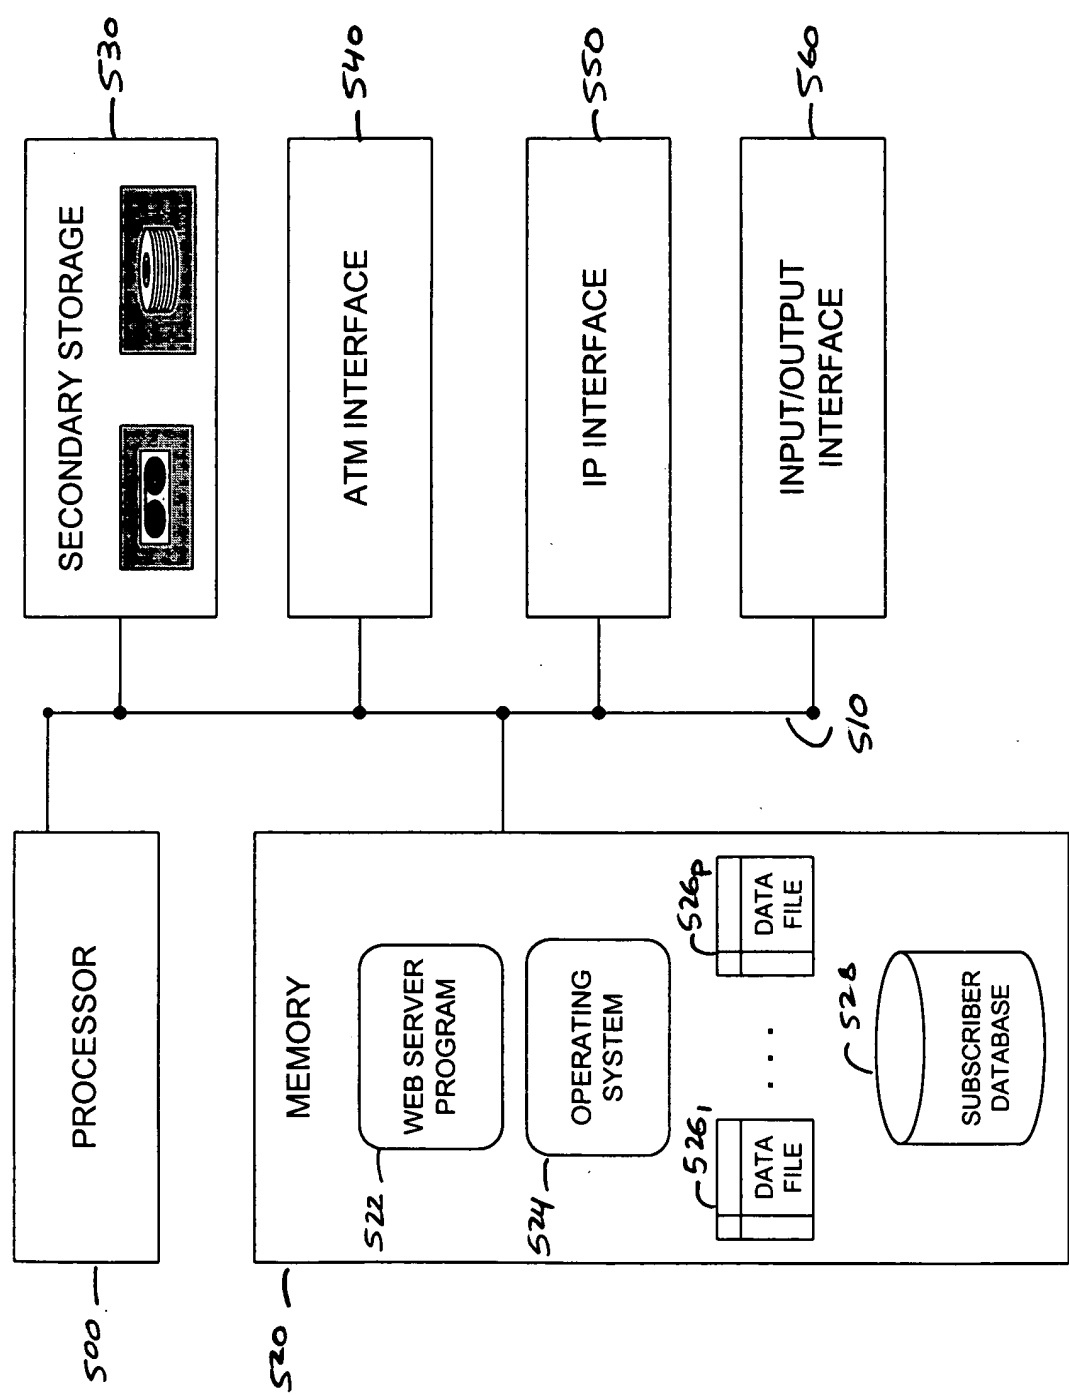 500
PROCESSOR
520
MEMORY
522
WEB SERVER
PROGRAM
524
OPERATING
SYSTEM
526₁
DATA
FILE
. . .
526p
DATA
FILE
528
SUBSCRIBER
DATABASE
510
530
SECONDARY STORAGE
540
ATM INTERFACE
550
IP INTERFACE
560
INPUT/OUTPUT
INTERFACE